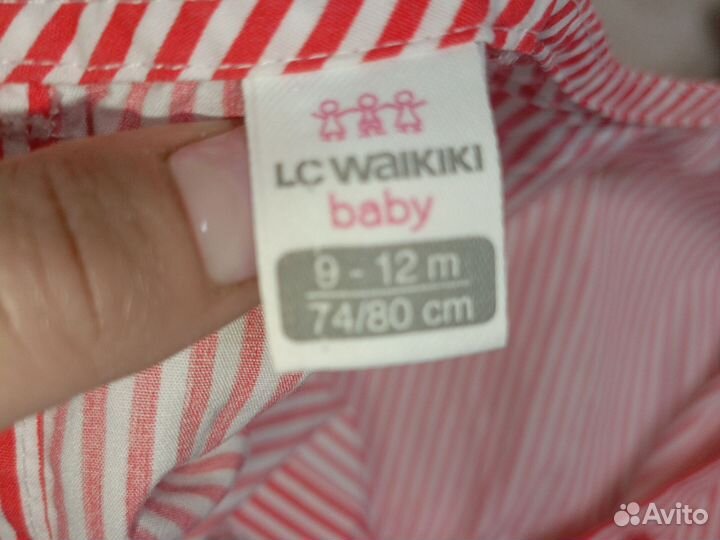 LC WAIKIKI
baby
9 - 12 m
74/80 cm
Avito